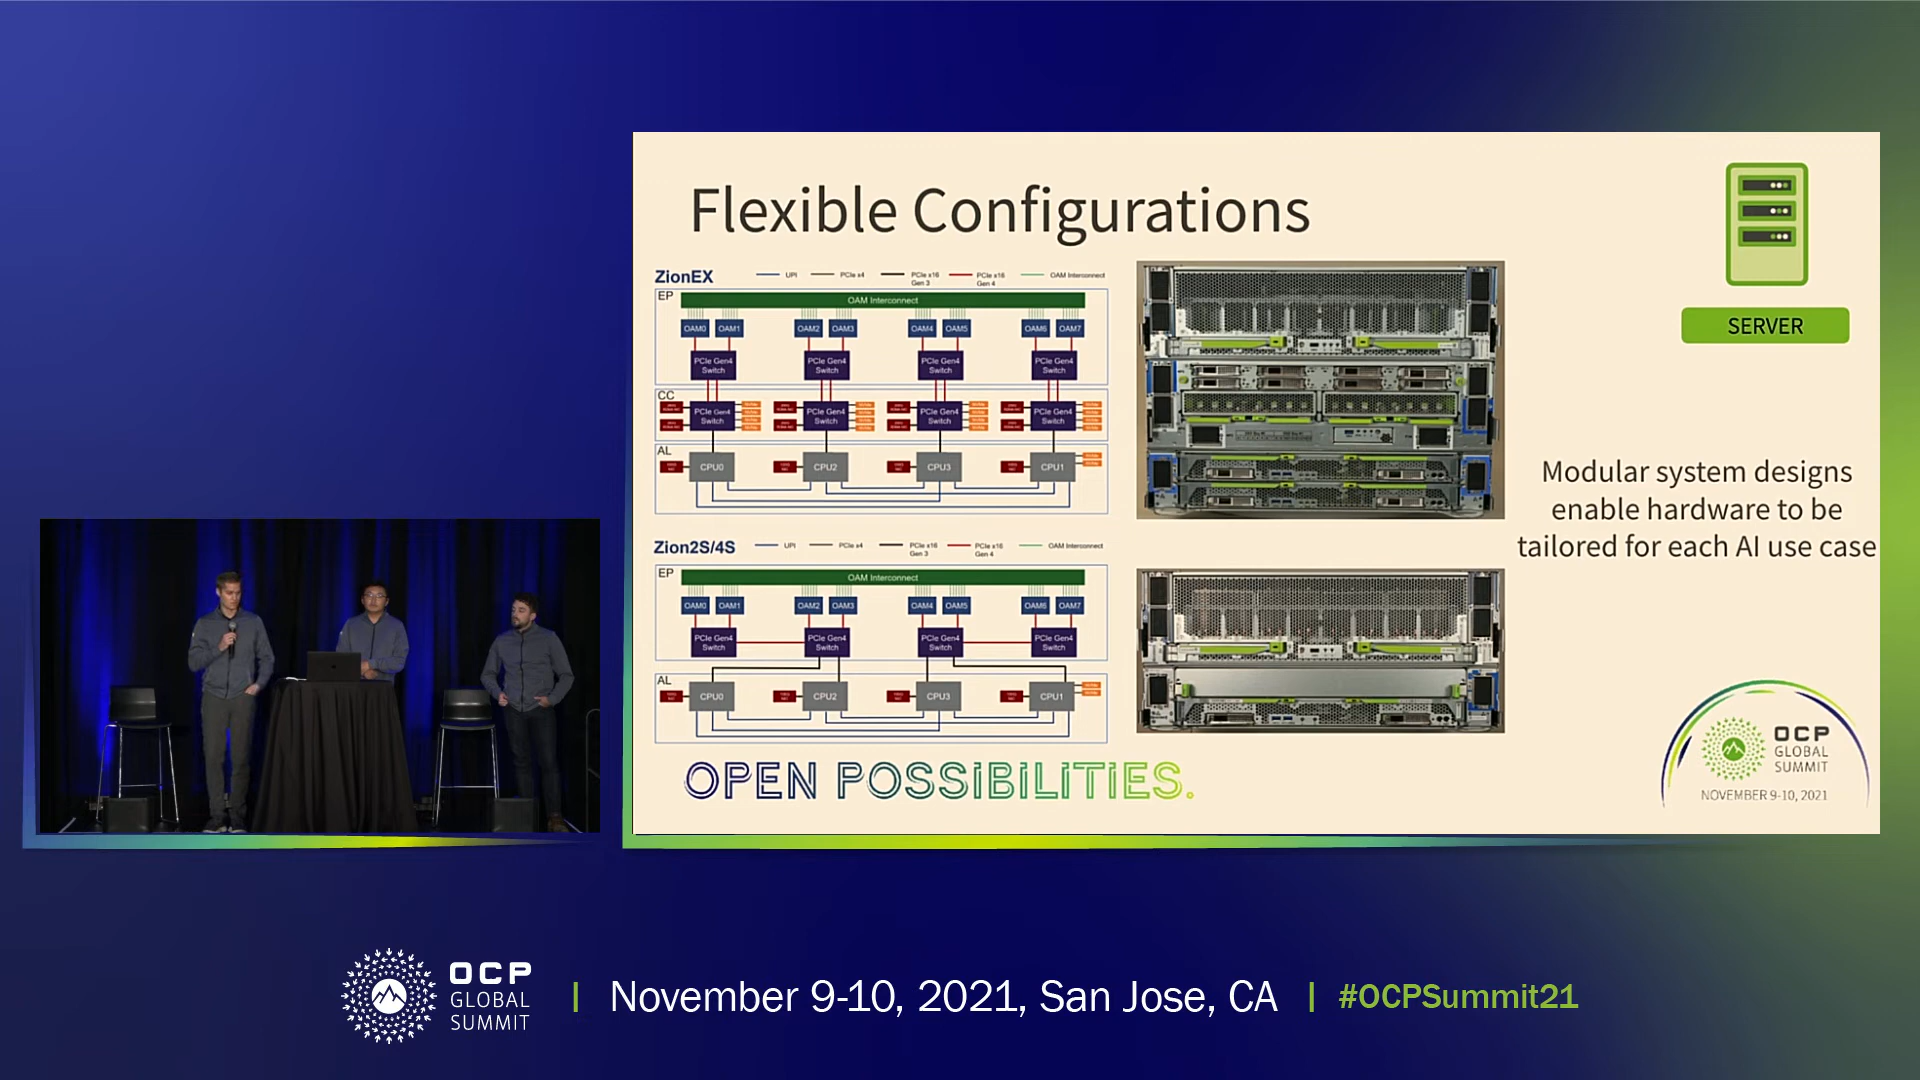 Flexible Configurations
SERVER
Modular system designs
enable hardware to be
tailored for each AI use case
ZionEX
UPI PCIe x4 PCIe x16 Gen 3 PCIe x16 Gen 4 OAM Interconnect
EP
OAM Interconnect
OAM0 OAM1 OAM2 OAM3 OAM4 OAM5 OAM6 OAM7
PCIe Gen4 Switch PCIe Gen4 Switch PCIe Gen4 Switch PCIe Gen4 Switch
CC
PCIe Gen4 Switch PCIe Gen4 Switch PCIe Gen4 Switch PCIe Gen4 Switch
AL
CPU0 CPU2 CPU3 CPU1
Zion2S/4S
UPI PCIe x4 PCIe x16 Gen 3 PCIe x16 Gen 4 OAM Interconnect
EP
OAM Interconnect
OAM0 OAM1 OAM2 OAM3 OAM4 OAM5 OAM6 OAM7
PCIe Gen4 Switch PCIe Gen4 Switch PCIe Gen4 Switch PCIe Gen4 Switch
AL
CPU0 CPU2 CPU3 CPU1
OPEN POSSIBILITIES.
OCP
GLOBAL
SUMMIT
NOVEMBER 9-10, 2021
OCP
GLOBAL
SUMMIT
November 9-10, 2021, San Jose, CA
#OCPSummit21